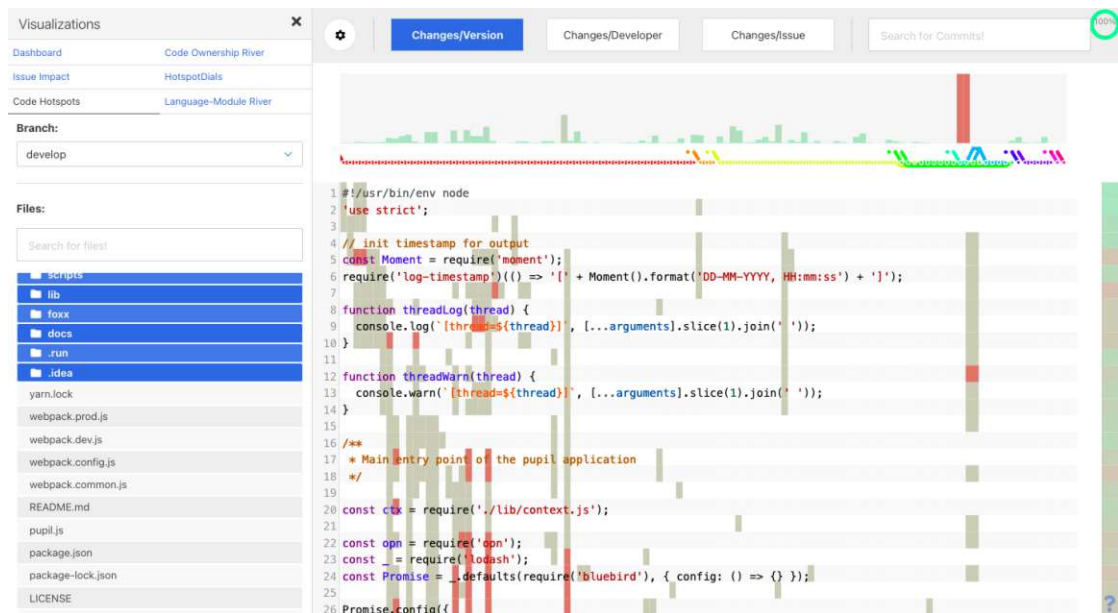 Visualizations ×
Dashboard Code Ownership River
Issue Impact HotspotDials
Code Hotspots Language-Module River
Branch:
develop
Files:
Search for files!
scripts
lib
foxx
docs
.run
.idea
yarn.lock
webpack.prod.js
webpack.dev.js
webpack.config.js
webpack.common.js
README.md
pupil.js
package.json
package-lock.json
LICENSE
Changes/Version Changes/Developer Changes/Issue Search for Commits! 100%
1 #!/usr/bin/env node
2 'use strict';
3
4 // init timestamp for output
5 const Moment = require('moment');
6 require('log-timestamp')(() => '[' + Moment().format('DD-MM-YYYY, HH:mm:ss') + ']');
7
8 function threadLog(thread) {
9 console.log(`[thread=${thread}]`, [...arguments].slice(1).join(' '));
10 }
11
12 function threadWarn(thread) {
13 console.warn(`[thread=${thread}]`, [...arguments].slice(1).join(' '));
14 }
15
16 /**
17 * Main entry point of the pupil application
18 */
19
20 const ctx = require('./lib/context.js');
21
22 const opn = require('opn');
23 const _ = require('lodash');
24 const Promise = _.defaults(require('bluebird'), { config: () => {} });
25
26 Promise.config({
?